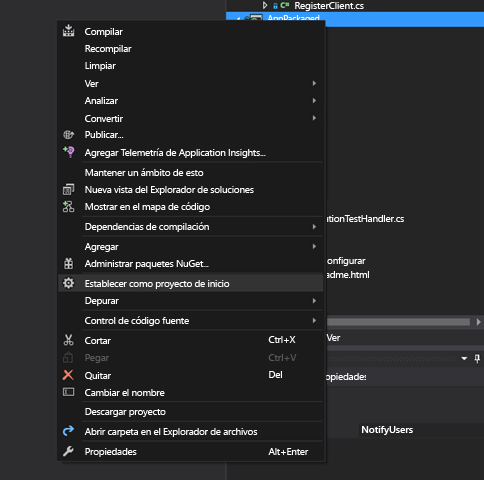 RegisterClient.cs
AppPackaged
Compilar
Recompilar
Limpiar
Ver
Analizar
Convertir
Publicar...
Agregar Telemetría de Application Insights...
Mantener un ámbito de esto
Nueva vista del Explorador de soluciones
Mostrar en el mapa de código
Dependencias de compilación
Agregar
Administrar paquetes NuGet...
Establecer como proyecto de inicio
Depurar
Control de código fuente
Cortar Ctrl+X
Pegar Ctrl+V
Quitar Del
Cambiar el nombre
Descargar proyecto
Abrir carpeta en el Explorador de archivos
Propiedades Alt+Enter
tionTestHandler.cs
onfigurar
adme.html
Ver
opiedades
NotifyUsers